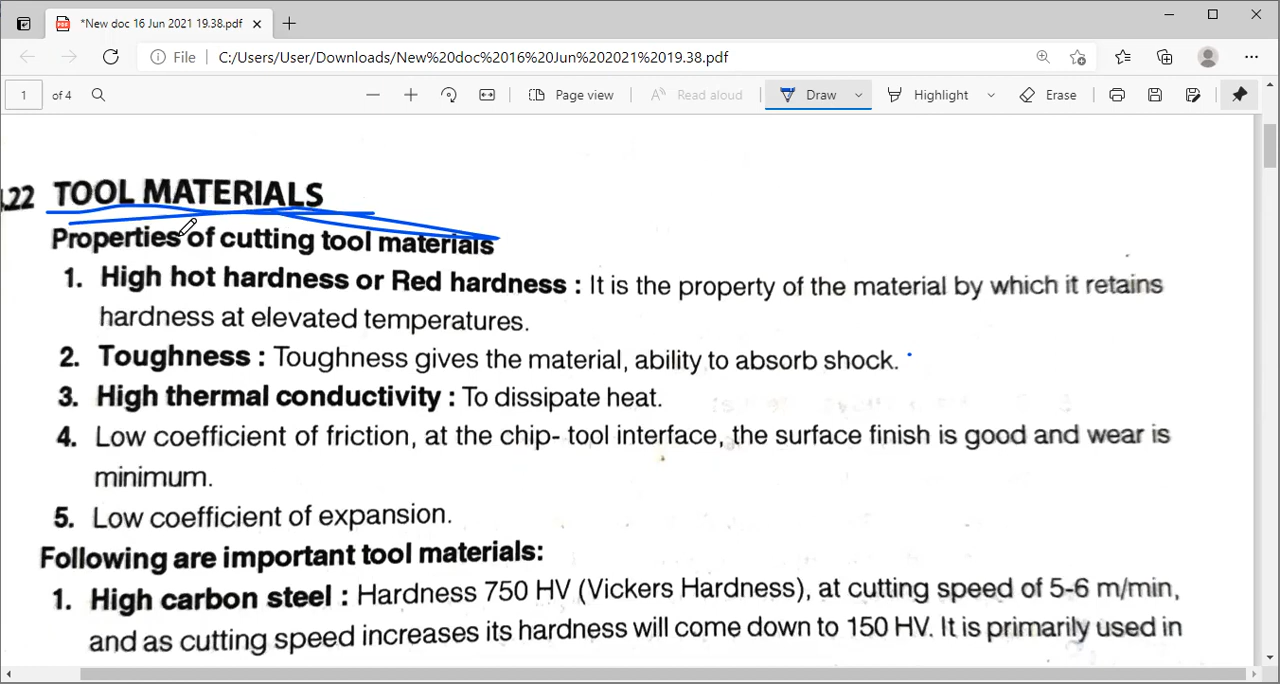 *New doc 16 Jun 2021 19.38.pdf
File | C:/Users/User/Downloads/New%20doc%2016%20Jun%202021%2019.38.pdf
1 of 4 Page view Read aloud Draw Highlight Erase
.22 TOOL MATERIALS
Properties of cutting tool materials
1. High hot hardness or Red hardness : It is the property of the material by which it retains
hardness at elevated temperatures.
2. Toughness : Toughness gives the material, ability to absorb shock.
3. High thermal conductivity : To dissipate heat.
4. Low coefficient of friction, at the chip- tool interface, the surface finish is good and wear is
minimum.
5. Low coefficient of expansion.
Following are important tool materials:
1. High carbon steel : Hardness 750 HV (Vickers Hardness), at cutting speed of 5-6 m/min,
and as cutting speed increases its hardness will come down to 150 HV. It is primarily used in